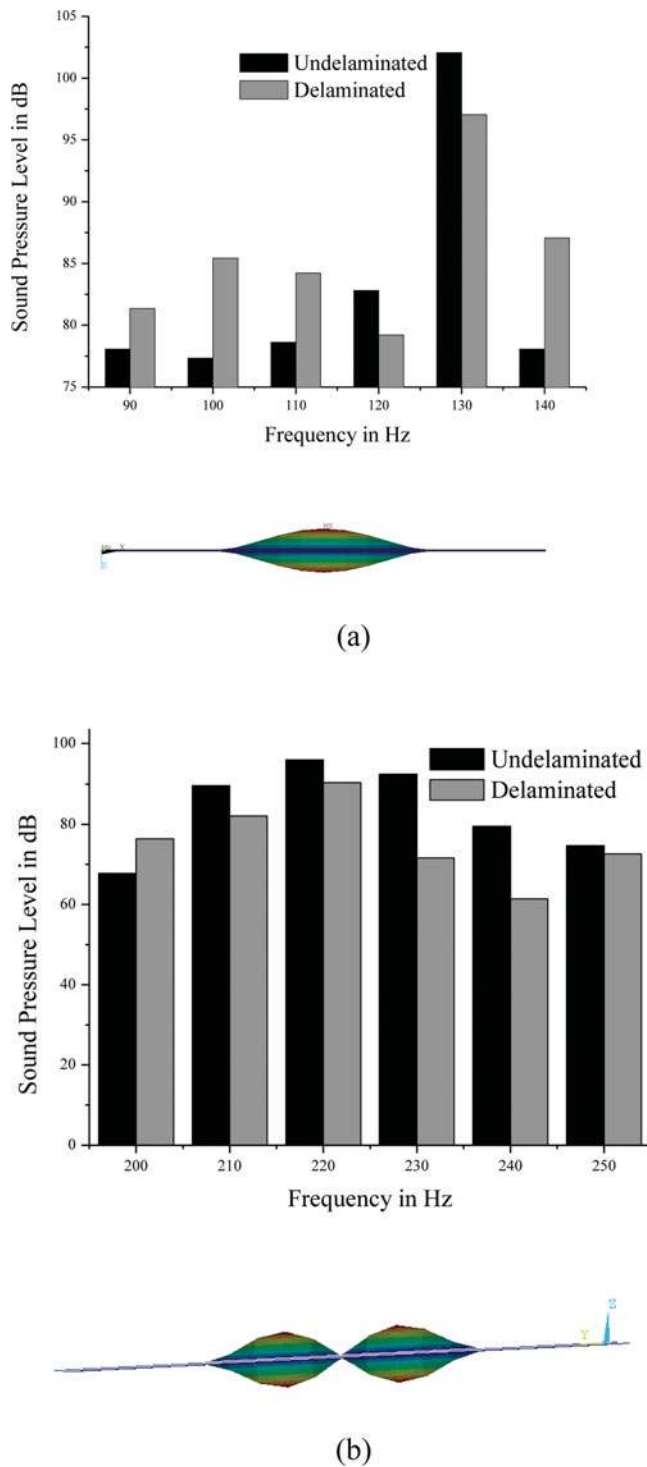 105
100
95
90
85
80
75
Sound Pressure Level in dB
Undelaminated
Delaminated
90 100 110 120 130 140
Frequency in Hz
Y
(a)
100
80
60
40
20
0
Sound Pressure Level in dB
Undelaminated
Delaminated
200 210 220 230 240 250
Frequency in Hz
Z
Y
(b)